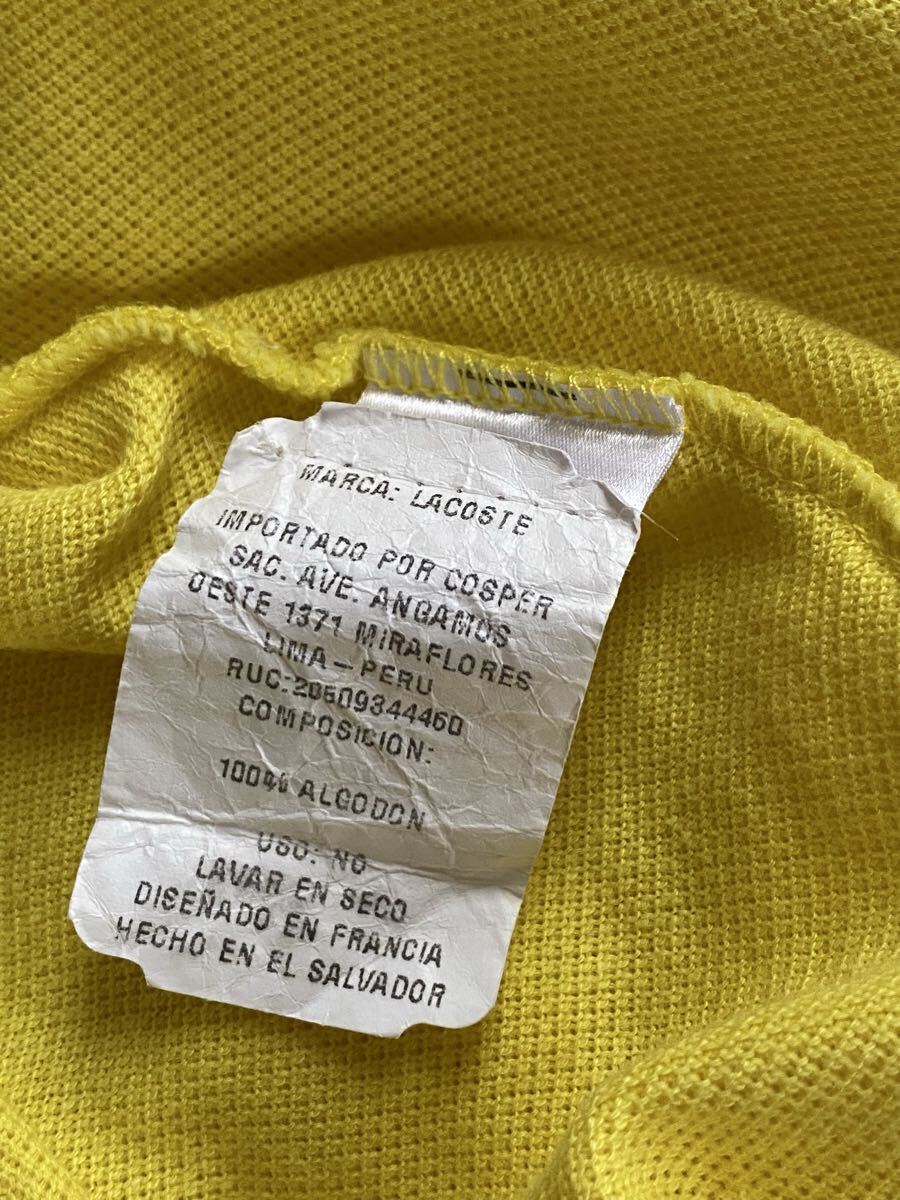 MARCA: LACOSTE
IMPORTADO POR COSPER
SAC. AVE. ANGAMOS
OESTE 1371 MIRAFLORES
LIMA - PERU
RUC:20509344460
COMPOSICION:
100% ALGODON
USO: NO
LAVAR EN SECO
DISEÑADO EN FRANCIA
HECHO EN EL SALVADOR